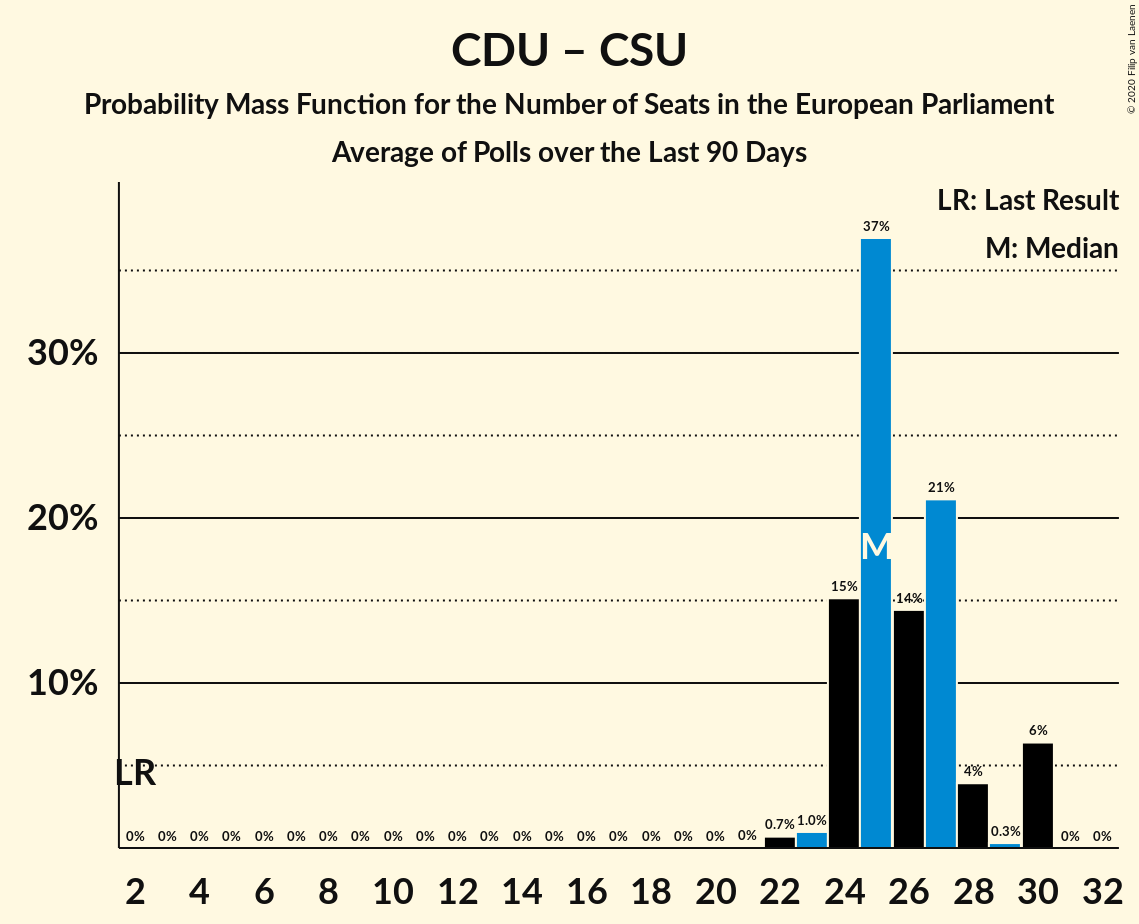 CDU – CSU
Probability Mass Function for the Number of Seats in the European Parliament
Average of Polls over the Last 90 Days
© 2020 Filip van Laenen
LR: Last Result
M: Median
37%
30%
21%
20%
M
15%
14%
10%
6%
LR
4%
0% 0% 0% 0% 0% 0% 0% 0% 0% 0% 0% 0% 0% 0% 0% 0% 0% 0% 0% 0% 0.7% 1.0% 0.3% 0% 0%
2 4 6 8 10 12 14 16 18 20 22 24 26 28 30 32